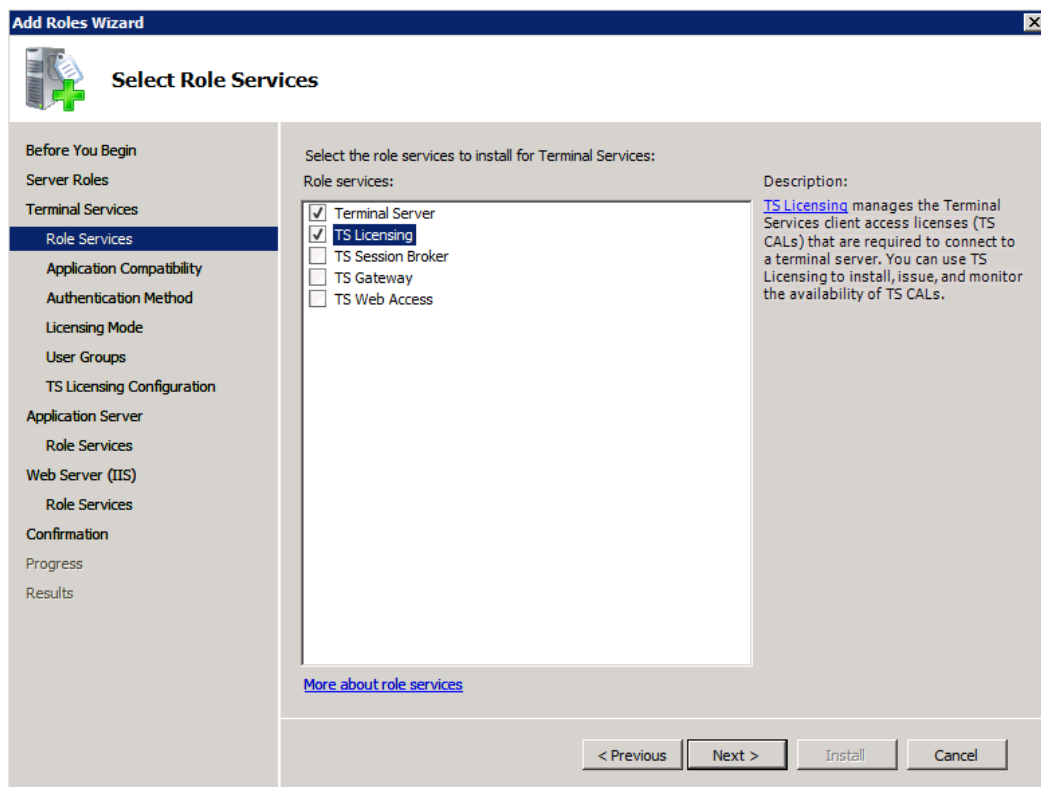 Add Roles Wizard
Select Role Services
Before You Begin
Server Roles
Terminal Services
Role Services
Application Compatibility
Authentication Method
Licensing Mode
User Groups
TS Licensing Configuration
Application Server
Role Services
Web Server (IIS)
Role Services
Confirmation
Progress
Results
Select the role services to install for Terminal Services:
Role services:
Terminal Server
TS Licensing
TS Session Broker
TS Gateway
TS Web Access
More about role services
Description:
TS Licensing manages the Terminal
Services client access licenses (TS
CALs) that are required to connect to
a terminal server. You can use TS
Licensing to install, issue, and monitor
the availability of TS CALs.
< Previous
Next >
Install
Cancel